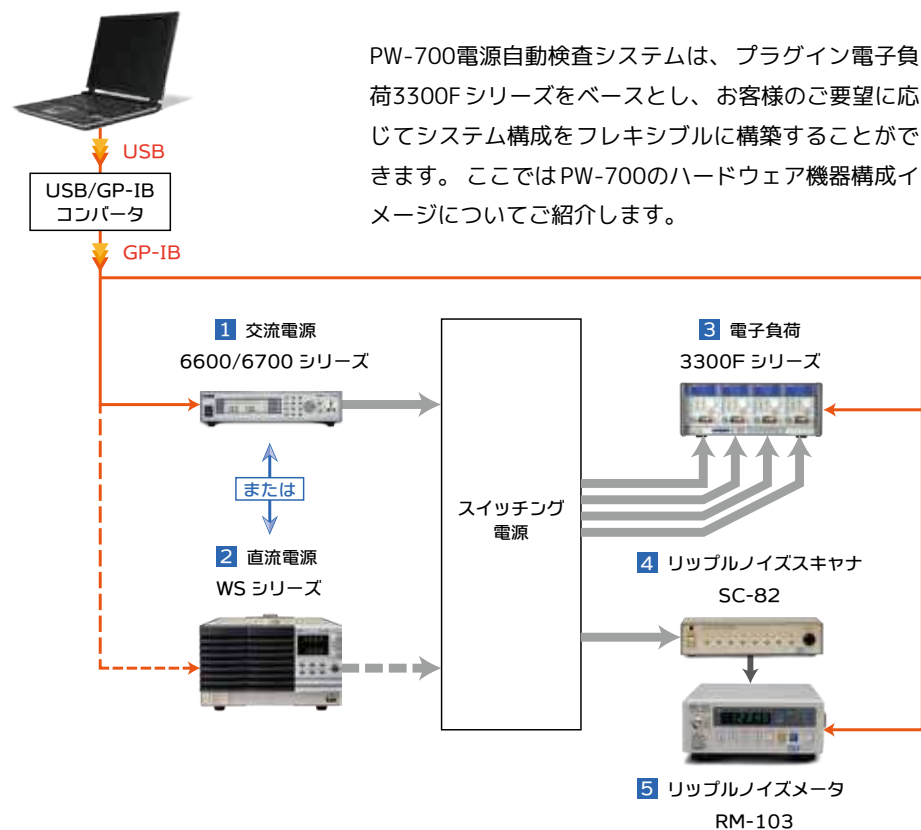 PW-700電源自動検査システムは、プラグイン電子負
荷3300Fシリーズをベースとし、お客様のご要望に応
じてシステム構成をフレキシブルに構築することがで
きます。ここではPW-700のハードウェア機器構成イ
メージについてご紹介します。
USB
USB/GP-IB
コンバータ
GP-IB
1 交流電源
6600/6700 シリーズ
または
2 直流電源
WS シリーズ
スイッチング
電源
3 電子負荷
3300F シリーズ
4 リップルノイズスキャナ
SC-82
5 リップルノイズメータ
RM-103